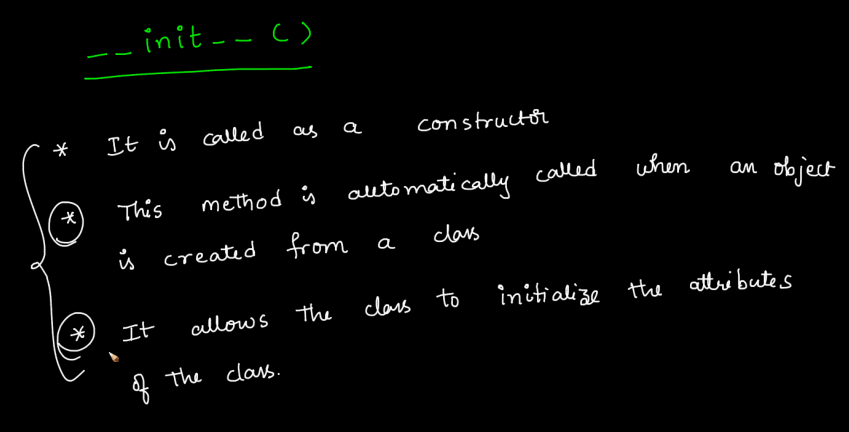 __init__()
* It is called as a constructor
* This method is automatically called when an object
is created from a class
* It allows the class to initialize the attributes
of the class.